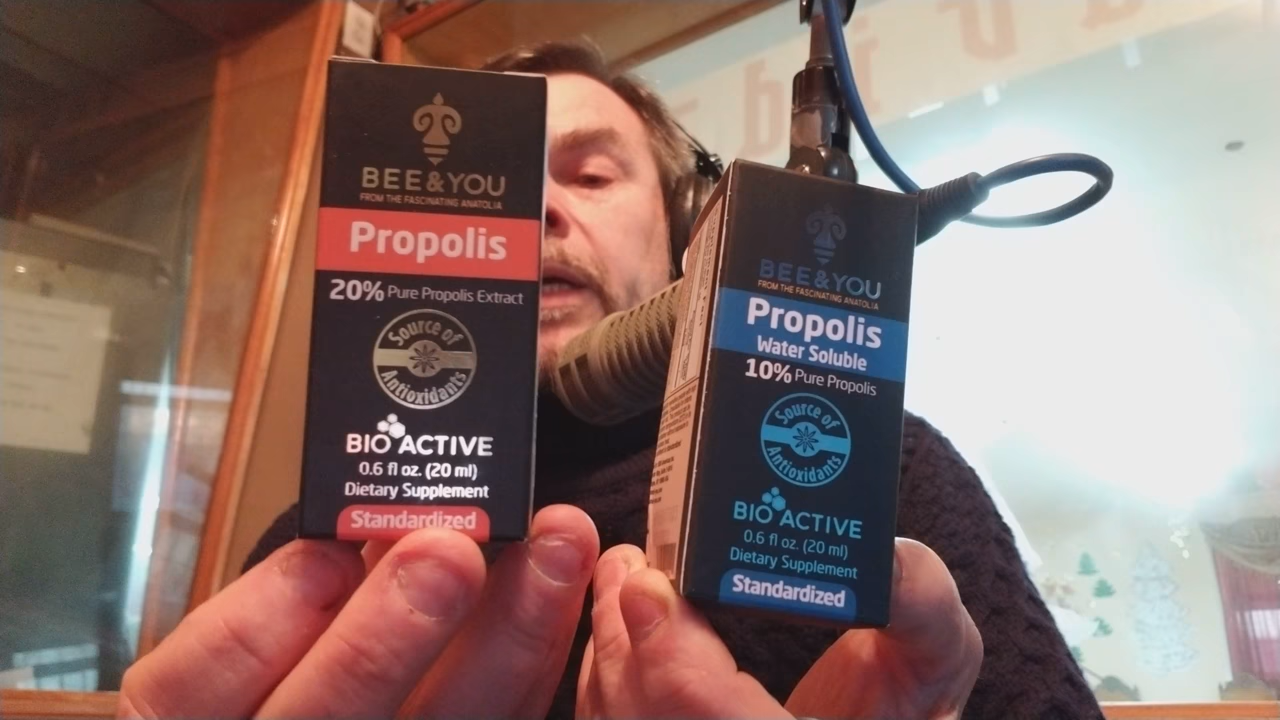 BEE&YOU
FROM THE FASCINATING ANATOLIA
Propolis
20% Pure Propolis Extract
Source of
Antioxidants
BIO ACTIVE
0.6 fl oz. (20 ml)
Dietary Supplement
Standardized
BEE&YOU
FROM THE FASCINATING ANATOLIA
Propolis
Water Soluble
10% Pure Propolis
Source of
Antioxidants
BIO ACTIVE
0.6 fl oz. (20 ml)
Dietary Supplement
Standardized